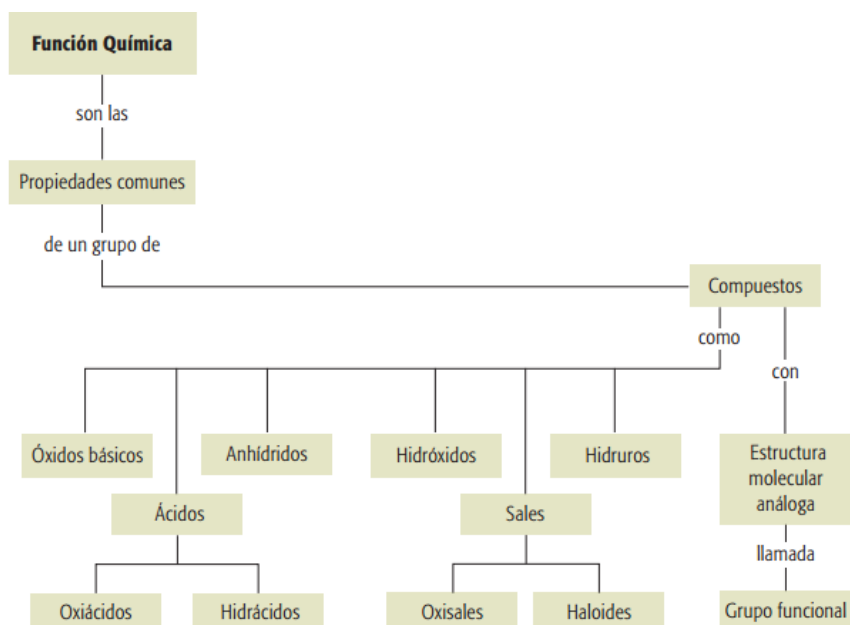 Función Química
son las
Propiedades comunes
de un grupo de
Compuestos
como
con
Óxidos básicos
Anhídridos
Hidróxidos
Hidruros
Estructura
molecular
análoga
Ácidos
Sales
llamada
Oxiácidos
Hidrácidos
Oxisales
Haloides
Grupo funcional